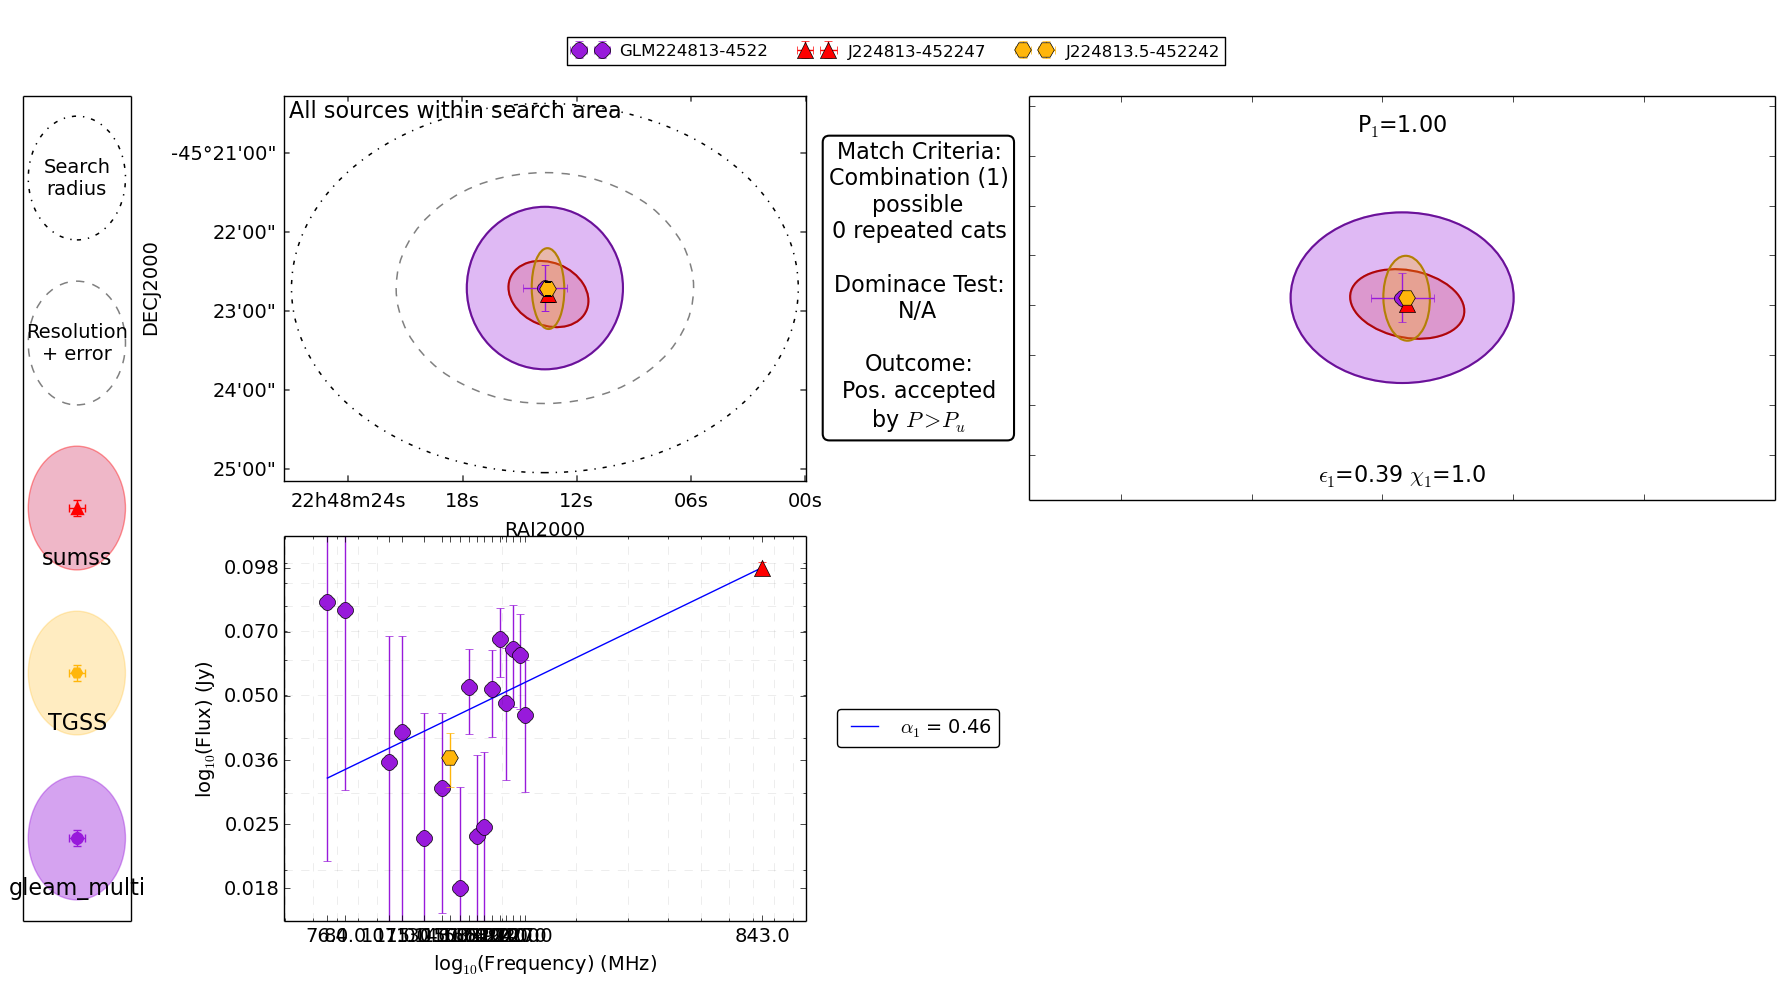 GLM224813-4522
J224813-452247
J224813.5-452242
Search
radius
Resolution
+ error
sumss
TGSS
gleam_multi
All sources within search area
DECJ2000
-45°21'00"
22'00"
23'00"
24'00"
25'00"
22h48m24s
18s
12s
06s
00s
RAJ2000
Match Criteria:
Combination (1)
possible
0 repeated cats
Dominace Test:
N/A
Outcome:
Pos. accepted
by P>Pᵤ
P₁=1.00
ϵ₁=0.39 χ₁=1.0
log₁₀(Flux) (Jy)
0.098
0.070
0.050
0.036
0.025
0.018
843.0
log₁₀(Frequency) (MHz)
α₁ = 0.46